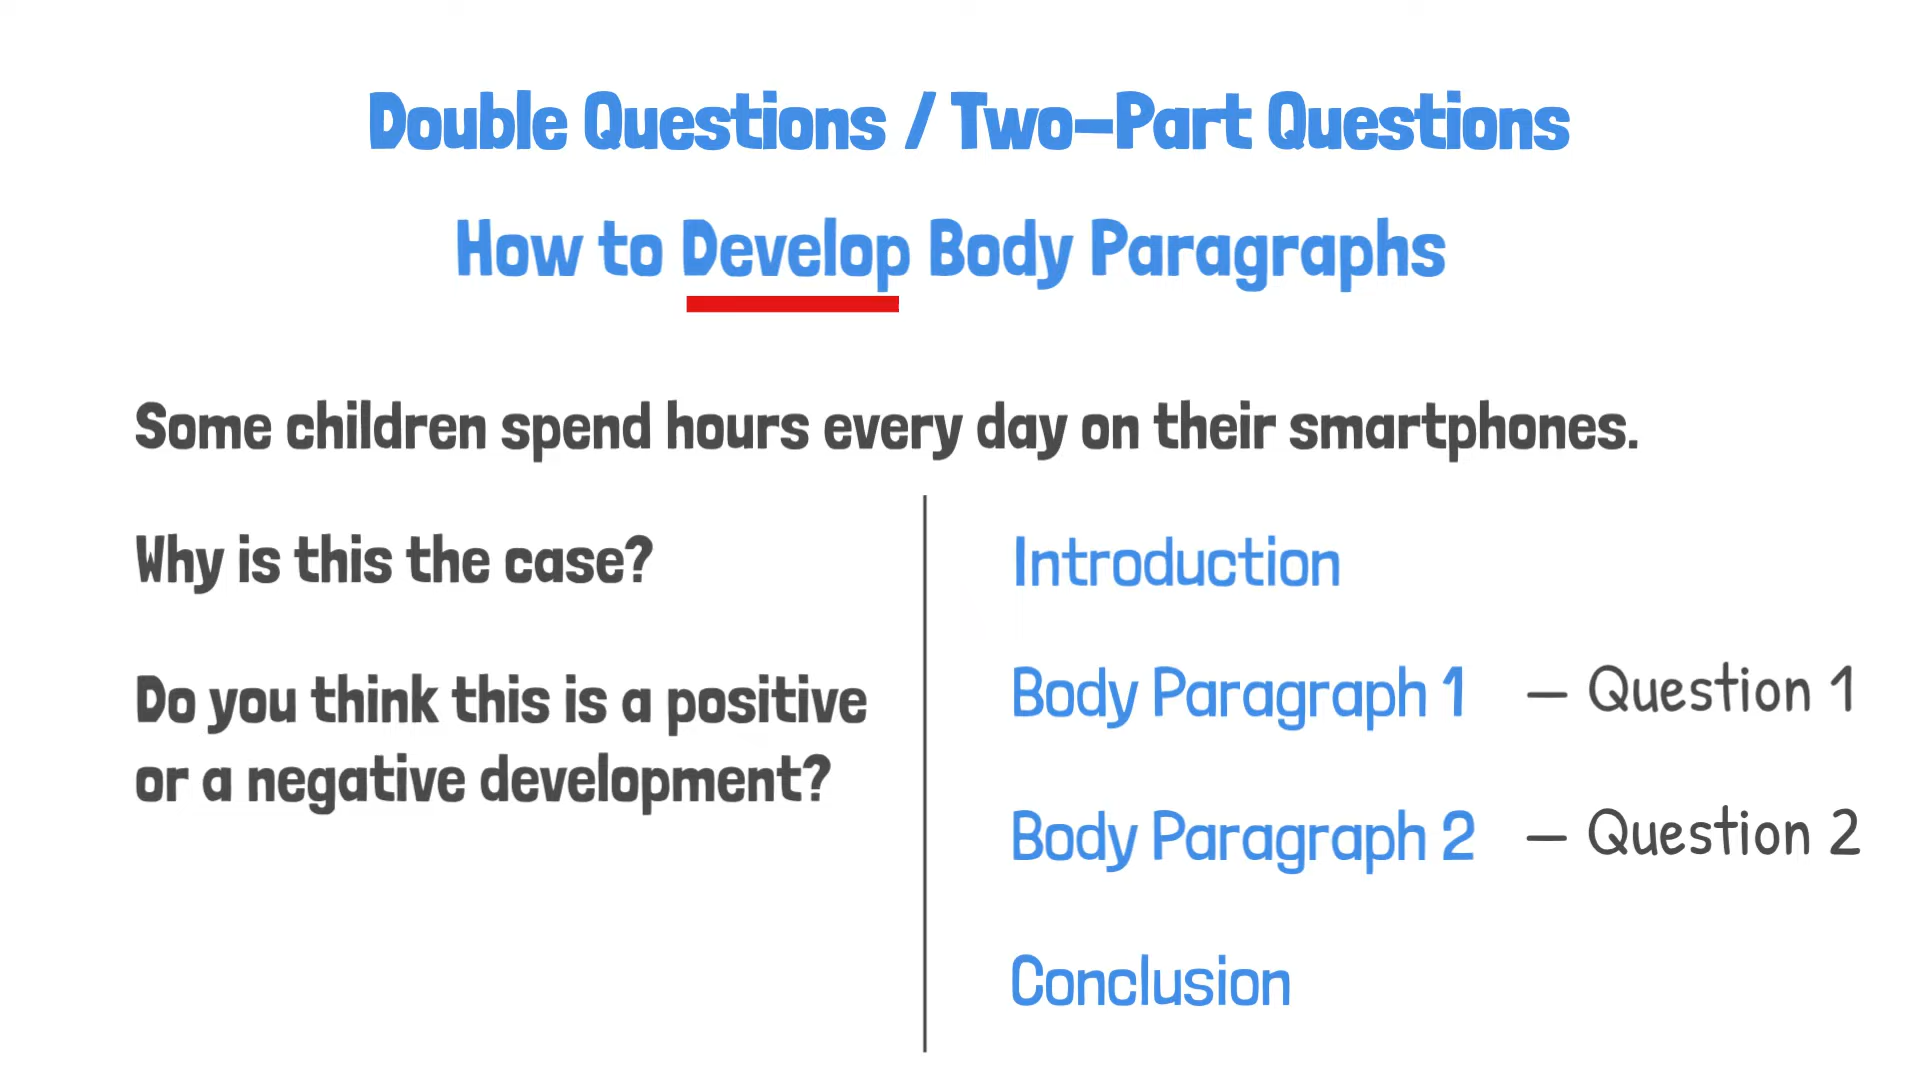 Double Questions / Two-Part Questions
How to Develop Body Paragraphs
Some children spend hours every day on their smartphones.
Why is this the case?
Do you think this is a positive
or a negative development?
Introduction
Body Paragraph 1 – Question 1
Body Paragraph 2 – Question 2
Conclusion